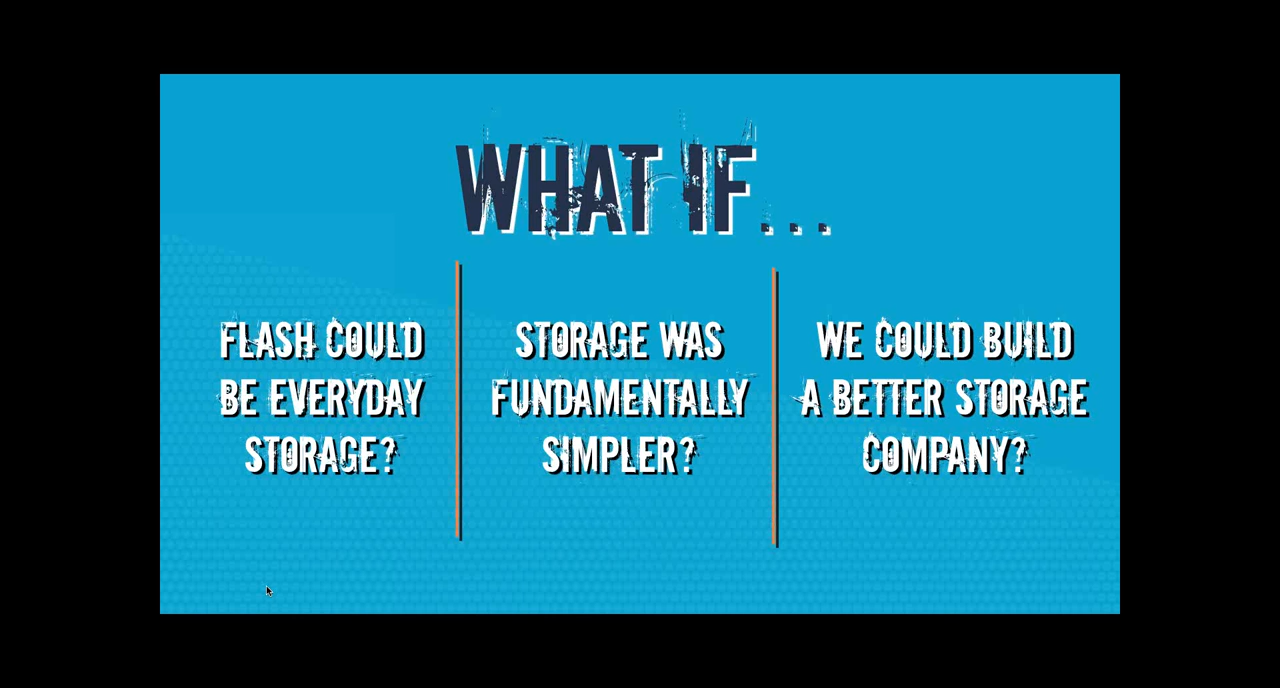 WHAT IF...
FLASH COULD
BE EVERYDAY
STORAGE?
STORAGE WAS
FUNDAMENTALLY
SIMPLER?
WE COULD BUILD
A BETTER STORAGE
COMPANY?